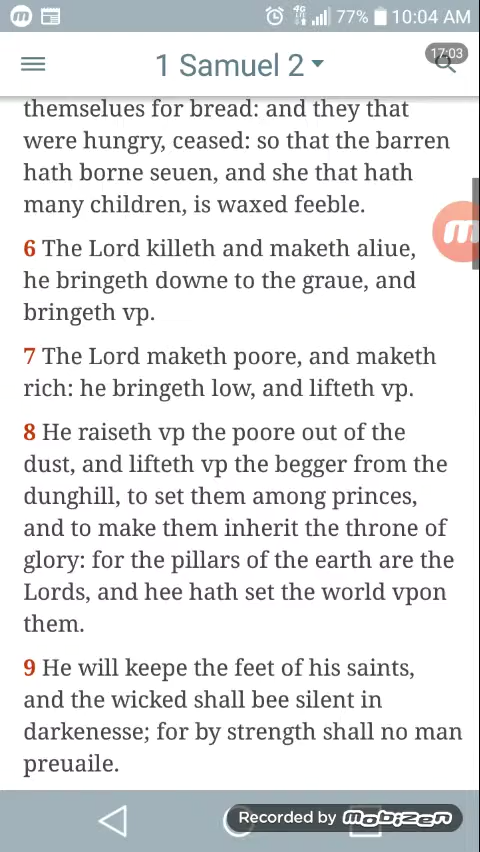 4G
77%
10:04 AM
1 Samuel 2
17:03
themselues for bread: and they that
were hungry, ceased: so that the barren
hath borne seuen, and she that hath
many children, is waxed feeble.
6 The Lord killeth and maketh aliue,
he bringeth downe to the graue, and
bringeth vp.
7 The Lord maketh poore, and maketh
rich: he bringeth low, and lifteth vp.
8 He raiseth vp the poore out of the
dust, and lifteth vp the begger from the
dunghill, to set them among princes,
and to make them inherit the throne of
glory: for the pillars of the earth are the
Lords, and hee hath set the world vpon
them.
9 He will keepe the feet of his saints,
and the wicked shall bee silent in
darkenesse; for by strength shall no man
preuaile.
Recorded by mobizen